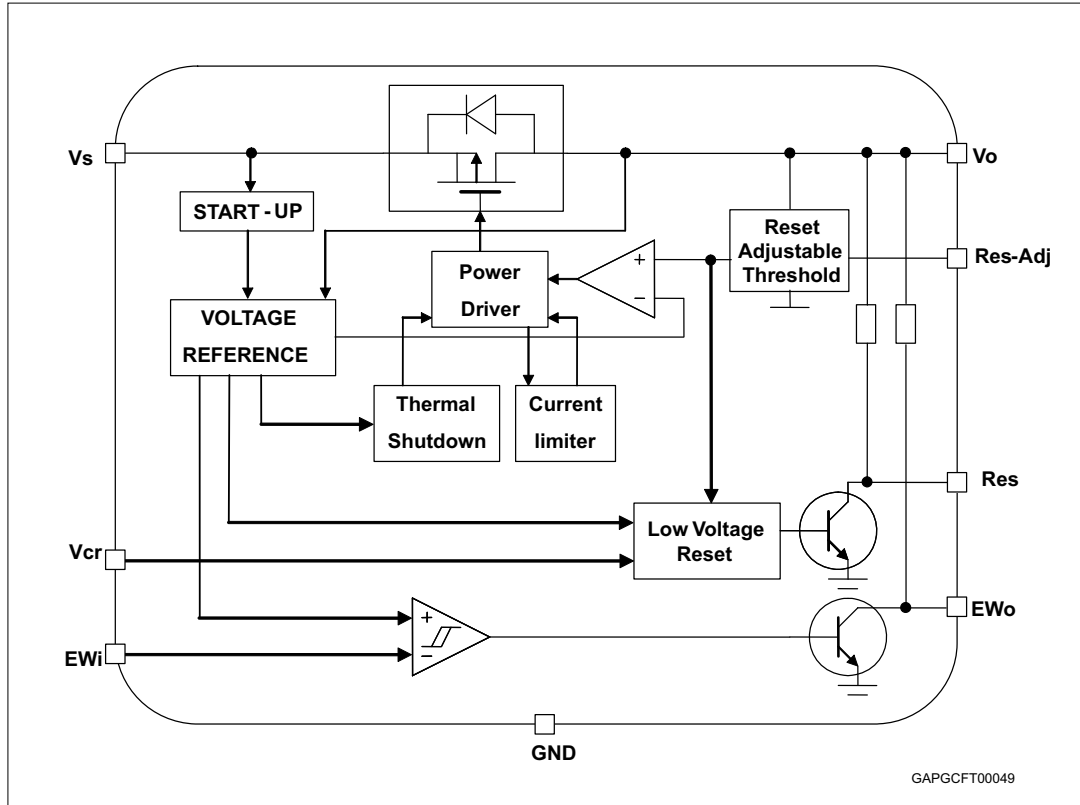 Vs
Vo
START - UP
Reset
Adjustable
Threshold
Res-Adj
Power
Driver
+
−
VOLTAGE
REFERENCE
Thermal
Shutdown
Current
limiter
Res
Low Voltage
Reset
Vcr
EWo
+
−
EWi
GND
GAPGCFT00049